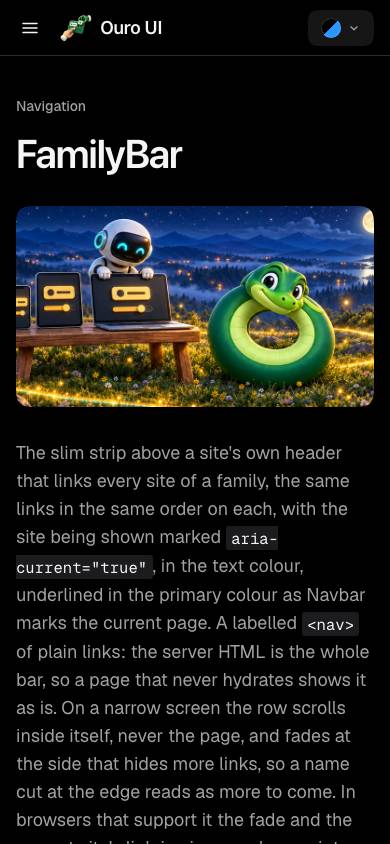 Ouro UI
Navigation
FamilyBar
The slim strip above a site's own header
that links every site of a family, the same
links in the same order on each, with the
site being shown marked aria-
current="true", in the text colour,
underlined in the primary colour as Navbar
marks the current page. A labelled <nav>
of plain links: the server HTML is the whole
bar, so a page that never hydrates shows it
as is. On a narrow screen the row scrolls
inside itself, never the page, and fades at
the side that hides more links, so a name
cut at the edge reads as more to come. In
browsers that support it the fade and the